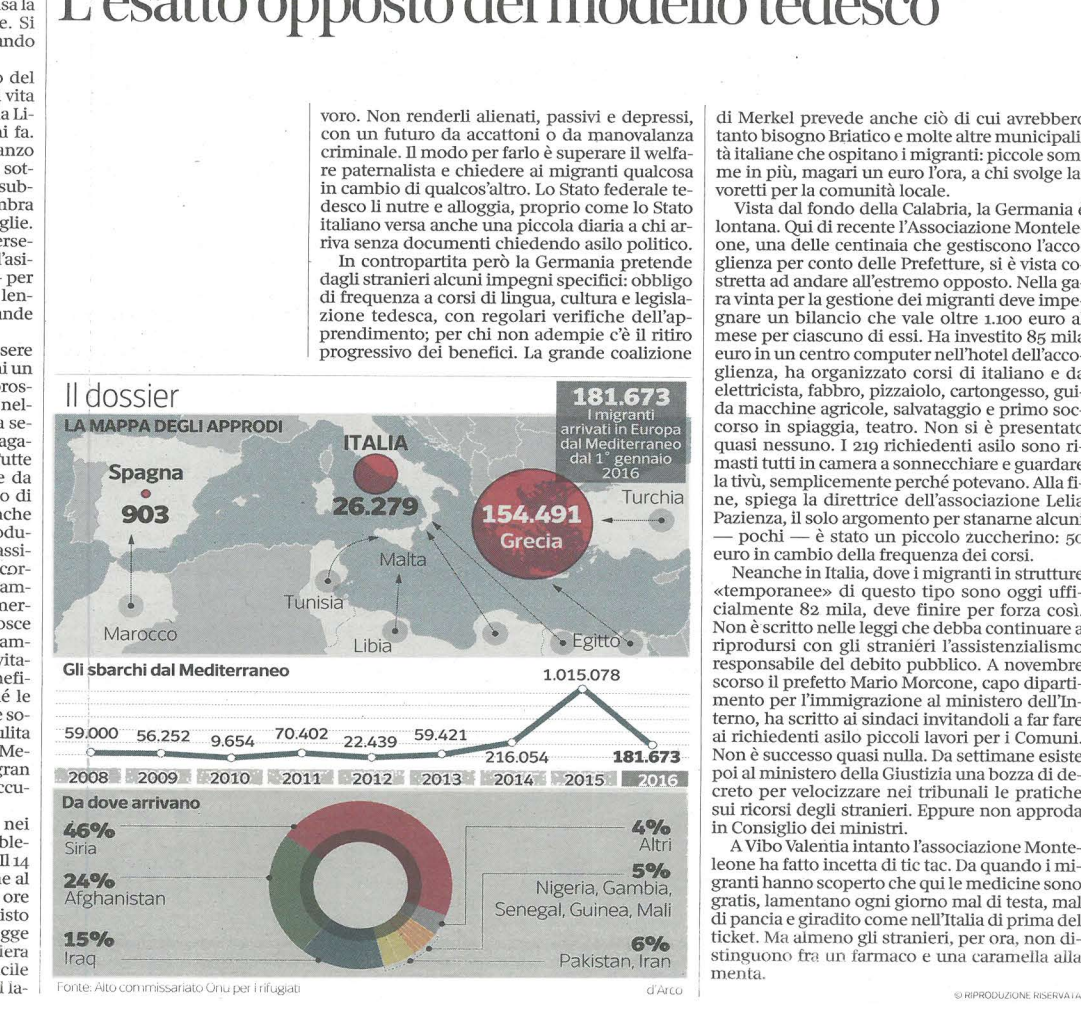 L'esatto opposto del modello tedesco
voro. Non renderli alienati, passivi e depressi,
con un futuro da accattoni o da manovalanza
criminale. Il modo per farlo è superare il welfa-
re paternalista e chiedere ai migranti qualcosa
in cambio di qualcos'altro. Lo Stato federale te-
desco li nutre e alloggia, proprio come lo Stato
italiano versa anche una piccola diaria a chi ar-
riva senza documenti chiedendo asilo politico.
In contropartita però la Germania pretende
dagli stranieri alcuni impegni specifici: obbligo
di frequenza a corsi di lingua, cultura e legisla-
zione tedesca, con regolari verifiche dell'ap-
prendimento; per chi non adempie c'è il ritiro
progressivo dei benefici. La grande coalizione
di Merkel prevede anche ciò di cui avrebbero
tanto bisogno Briatico e molte altre municipali
tà italiane che ospitano i migranti: piccole som
me in più, magari un euro l'ora, a chi svolge la
voretti per la comunità locale.
Vista dal fondo della Calabria, la Germania è
lontana. Qui di recente l'Associazione Montele-
one, una delle centinaia che gestiscono l'acco-
glienza per conto delle Prefetture, si è vista co-
stretta ad andare all'estremo opposto. Nella ga-
ra vinta per la gestione dei migranti deve impe-
gnare un bilancio che vale oltre 1.100 euro al
mese per ciascuno di essi. Ha investito 85 mila
euro in un centro computer nell'hotel dell'acco-
glienza, ha organizzato corsi di italiano e da
elettricista, fabbro, pizzaiolo, cartongesso, gui-
da macchine agricole, salvataggio e primo soc-
corso in spiaggia, teatro. Non si è presentato
quasi nessuno. I 219 richiedenti asilo sono ri-
masti tutti in camera a sonnecchiare e guardare
la tivù, semplicemente perché potevano. Alla fi-
ne, spiega la direttrice dell'associazione Lelia
Pazienza, il solo argomento per stanarne alcuni
— pochi — è stato un piccolo zuccherino: 50
euro in cambio della frequenza dei corsi.
Neanche in Italia, dove i migranti in strutture
«temporanee» di questo tipo sono oggi uffi-
cialmente 82 mila, deve finire per forza così.
Non è scritto nelle leggi che debba continuare a
riprodursi con gli stranieri l'assistenzialismo
responsabile del debito pubblico. A novembre
scorso il prefetto Mario Morcone, capo diparti-
mento per l'immigrazione al ministero dell'In-
terno, ha scritto ai sindaci invitandoli a far fare
ai richiedenti asilo piccoli lavori per i Comuni.
Non è successo quasi nulla. Da settimane esiste
poi al ministero della Giustizia una bozza di de-
creto per velocizzare nei tribunali le pratiche
sui ricorsi degli stranieri. Eppure non approda
in Consiglio dei ministri.
A Vibo Valentia intanto l'associazione Monte-
leone ha fatto incetta di tic tac. Da quando i mi-
granti hanno scoperto che qui le medicine sono
gratis, lamentano ogni giorno mal di testa, mal
di pancia e giradito come nell'Italia di prima del
ticket. Ma almeno gli stranieri, per ora, non di-
stinguono fra un farmaco e una caramella alla
menta.
© RIPRODUZIONE RISERVATA
Il dossier
LA MAPPA DEGLI APPRODI
181.673
I migranti
arrivati in Europa
dal Mediterraneo
dal 1° gennaio
2016
Spagna
903
ITALIA
26.279
154.491
Grecia
Turchia
Malta
Tunisia
Marocco
Libia
Egitto
Gli sbarchi dal Mediterraneo
59.000 56.252 9.654 70.402 22.439 59.421 216.054 1.015.078 181.673
2008 2009 2010 2011 2012 2013 2014 2015 2016
Da dove arrivano
46%
Siria
24%
Afghanistan
15%
Iraq
4%
Altri
5%
Nigeria, Gambia,
Senegal, Guinea, Mali
6%
Pakistan, Iran
Fonte: Alto commissariato Onu per i rifugiati
d'Arco